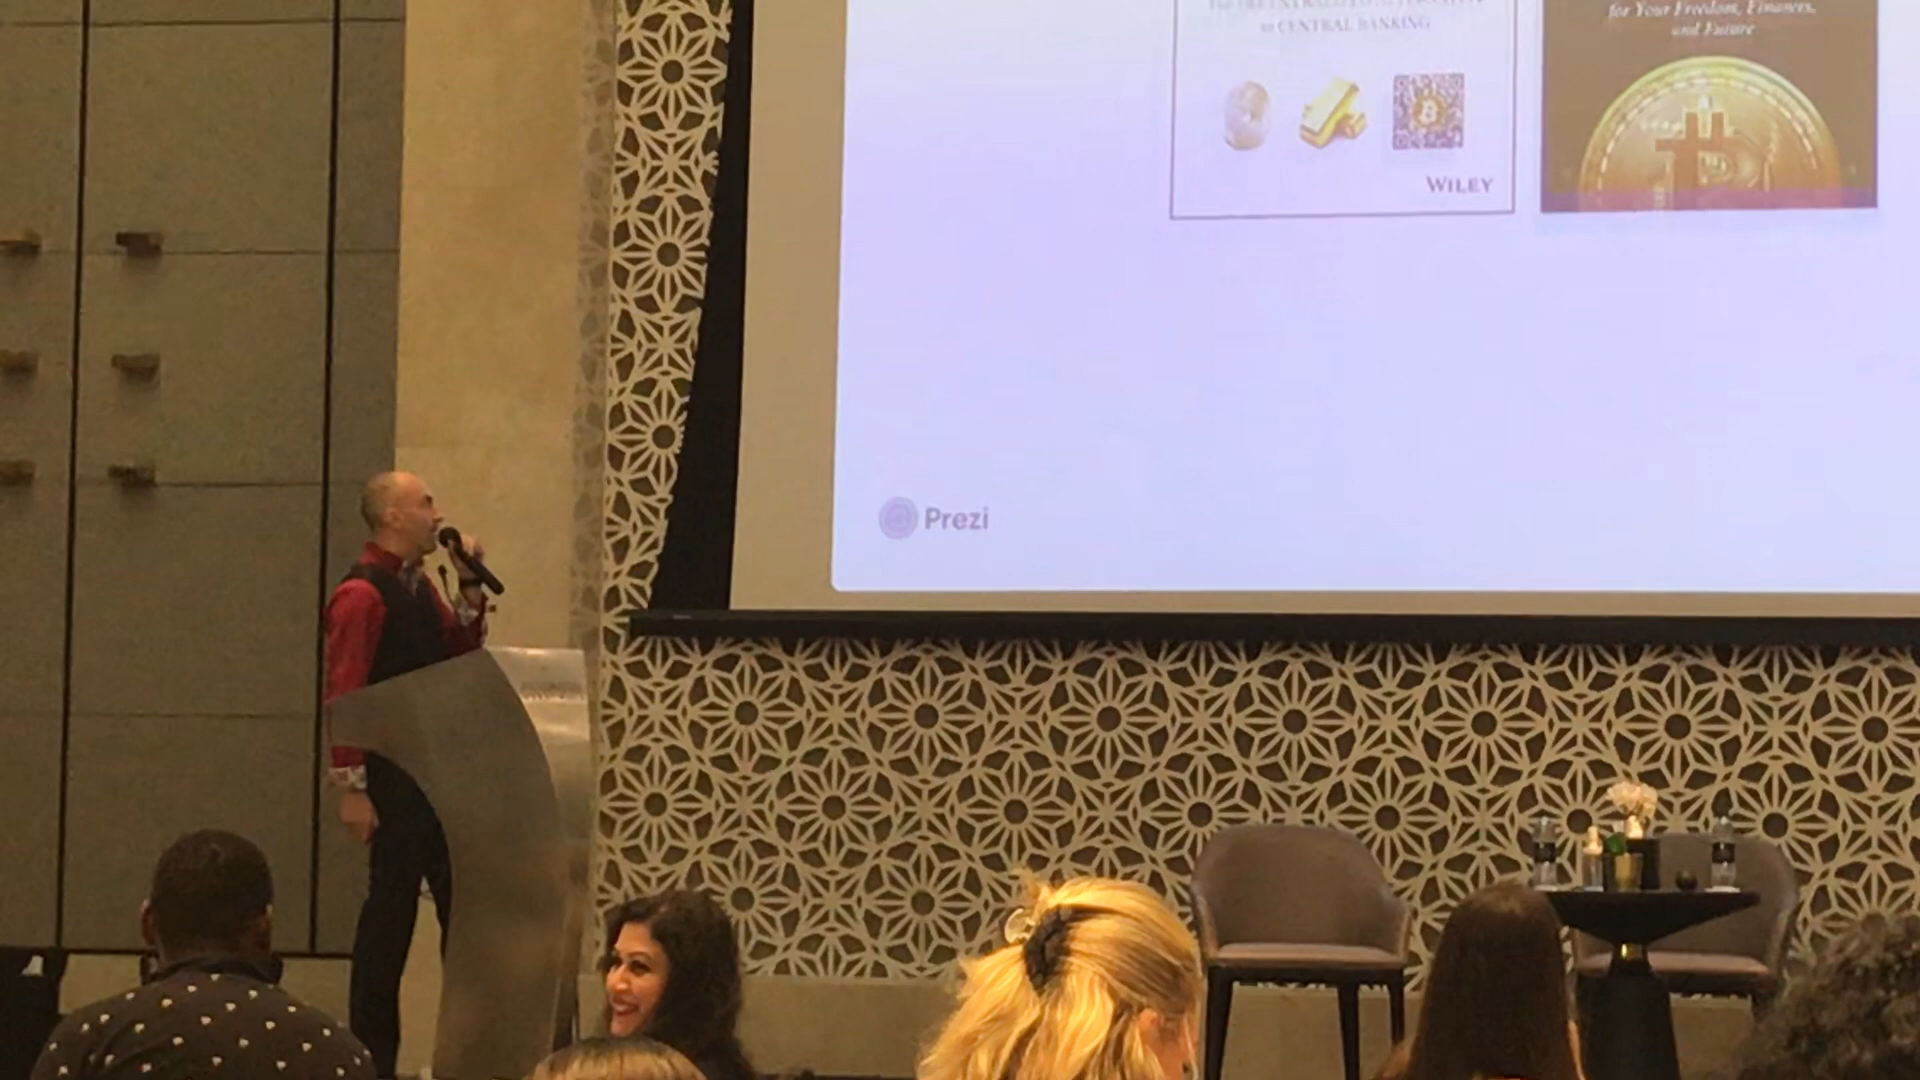 to CENTRAL BANKING
WILEY
for Your Freedom, Finances,
and Future
Prezi